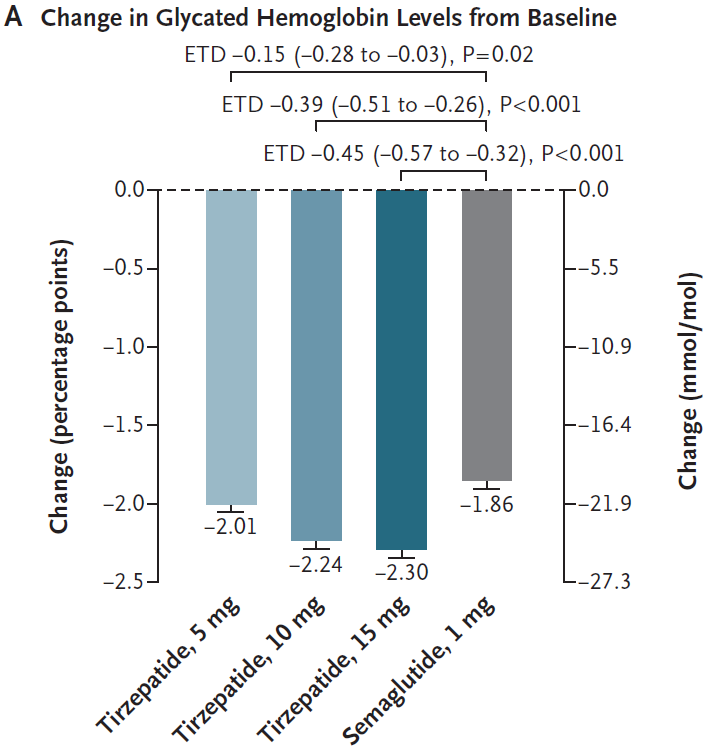 A Change in Glycated Hemoglobin Levels from Baseline
ETD –0.15 (–0.28 to –0.03), P=0.02
ETD –0.39 (–0.51 to –0.26), P<0.001
ETD –0.45 (–0.57 to –0.32), P<0.001
Change (percentage points)
0.0
–0.5
–1.0
–1.5
–2.0
–2.5
–2.01
–2.24
–2.30
–1.86
0.0
–5.5
–10.9
–16.4
–21.9
–27.3
Change (mmol/mol)
Tirzepatide, 5 mg
Tirzepatide, 10 mg
Tirzepatide, 15 mg
Semaglutide, 1 mg